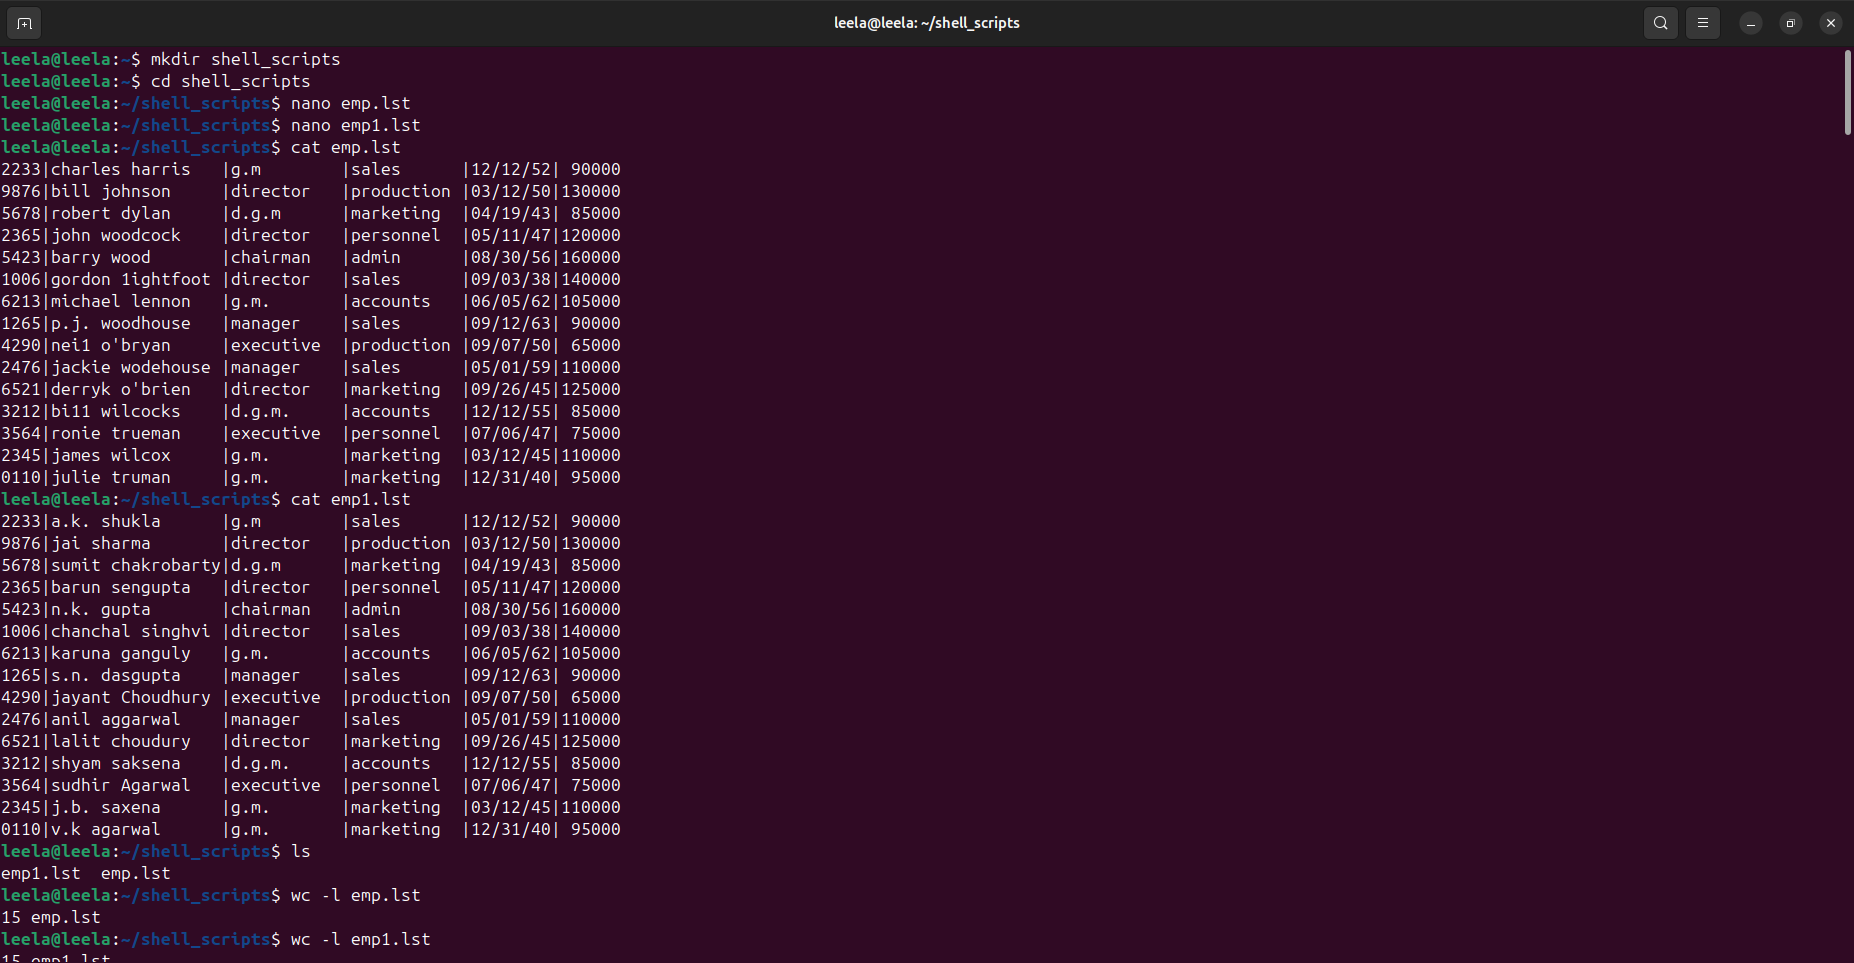 leela@leela: ~/shell_scripts
leela@leela:~$ mkdir shell_scripts
leela@leela:~$ cd shell_scripts
leela@leela:~/shell_scripts$ nano emp.lst
leela@leela:~/shell_scripts$ nano emp1.lst
leela@leela:~/shell_scripts$ cat emp.lst
2233|charles harris   |g.m        |sales      |12/12/52| 90000
9876|bill johnson     |director   |production |03/12/50|130000
5678|robert dylan     |d.g.m      |marketing  |04/19/43| 85000
2365|john woodcock    |director   |personnel  |05/11/47|120000
5423|barry wood       |chairman   |admin      |08/30/56|160000
1006|gordon 1ightfoot |director   |sales      |09/03/38|140000
6213|michael lennon   |g.m.       |accounts   |06/05/62|105000
1265|p.j. woodhouse   |manager    |sales      |09/12/63| 90000
4290|nei1 o'bryan     |executive  |production |09/07/50| 65000
2476|jackie wodehouse |manager    |sales      |05/01/59|110000
6521|derryk o'brien   |director   |marketing  |09/26/45|125000
3212|bi11 wilcocks    |d.g.m.     |accounts   |12/12/55| 85000
3564|ronie trueman    |executive  |personnel  |07/06/47| 75000
2345|james wilcox     |g.m.       |marketing  |03/12/45|110000
0110|julie truman     |g.m.       |marketing  |12/31/40| 95000
leela@leela:~/shell_scripts$ cat emp1.lst
2233|a.k. shukla      |g.m        |sales      |12/12/52| 90000
9876|jai sharma       |director   |production |03/12/50|130000
5678|sumit chakrobarty|d.g.m      |marketing  |04/19/43| 85000
2365|barun sengupta   |director   |personnel  |05/11/47|120000
5423|n.k. gupta       |chairman   |admin      |08/30/56|160000
1006|chanchal singhvi |director   |sales      |09/03/38|140000
6213|karuna ganguly   |g.m.       |accounts   |06/05/62|105000
1265|s.n. dasgupta    |manager    |sales      |09/12/63| 90000
4290|jayant Choudhury |executive  |production |09/07/50| 65000
2476|anil aggarwal    |manager    |sales      |05/01/59|110000
6521|lalit choudury   |director   |marketing  |09/26/45|125000
3212|shyam saksena    |d.g.m.     |accounts   |12/12/55| 85000
3564|sudhir Agarwal   |executive  |personnel  |07/06/47| 75000
2345|j.b. saxena      |g.m.       |marketing  |03/12/45|110000
0110|v.k agarwal      |g.m.       |marketing  |12/31/40| 95000
leela@leela:~/shell_scripts$ ls
emp1.lst  emp.lst
leela@leela:~/shell_scripts$ wc -l emp.lst
15 emp.lst
leela@leela:~/shell_scripts$ wc -l emp1.lst
15 emp1.lst